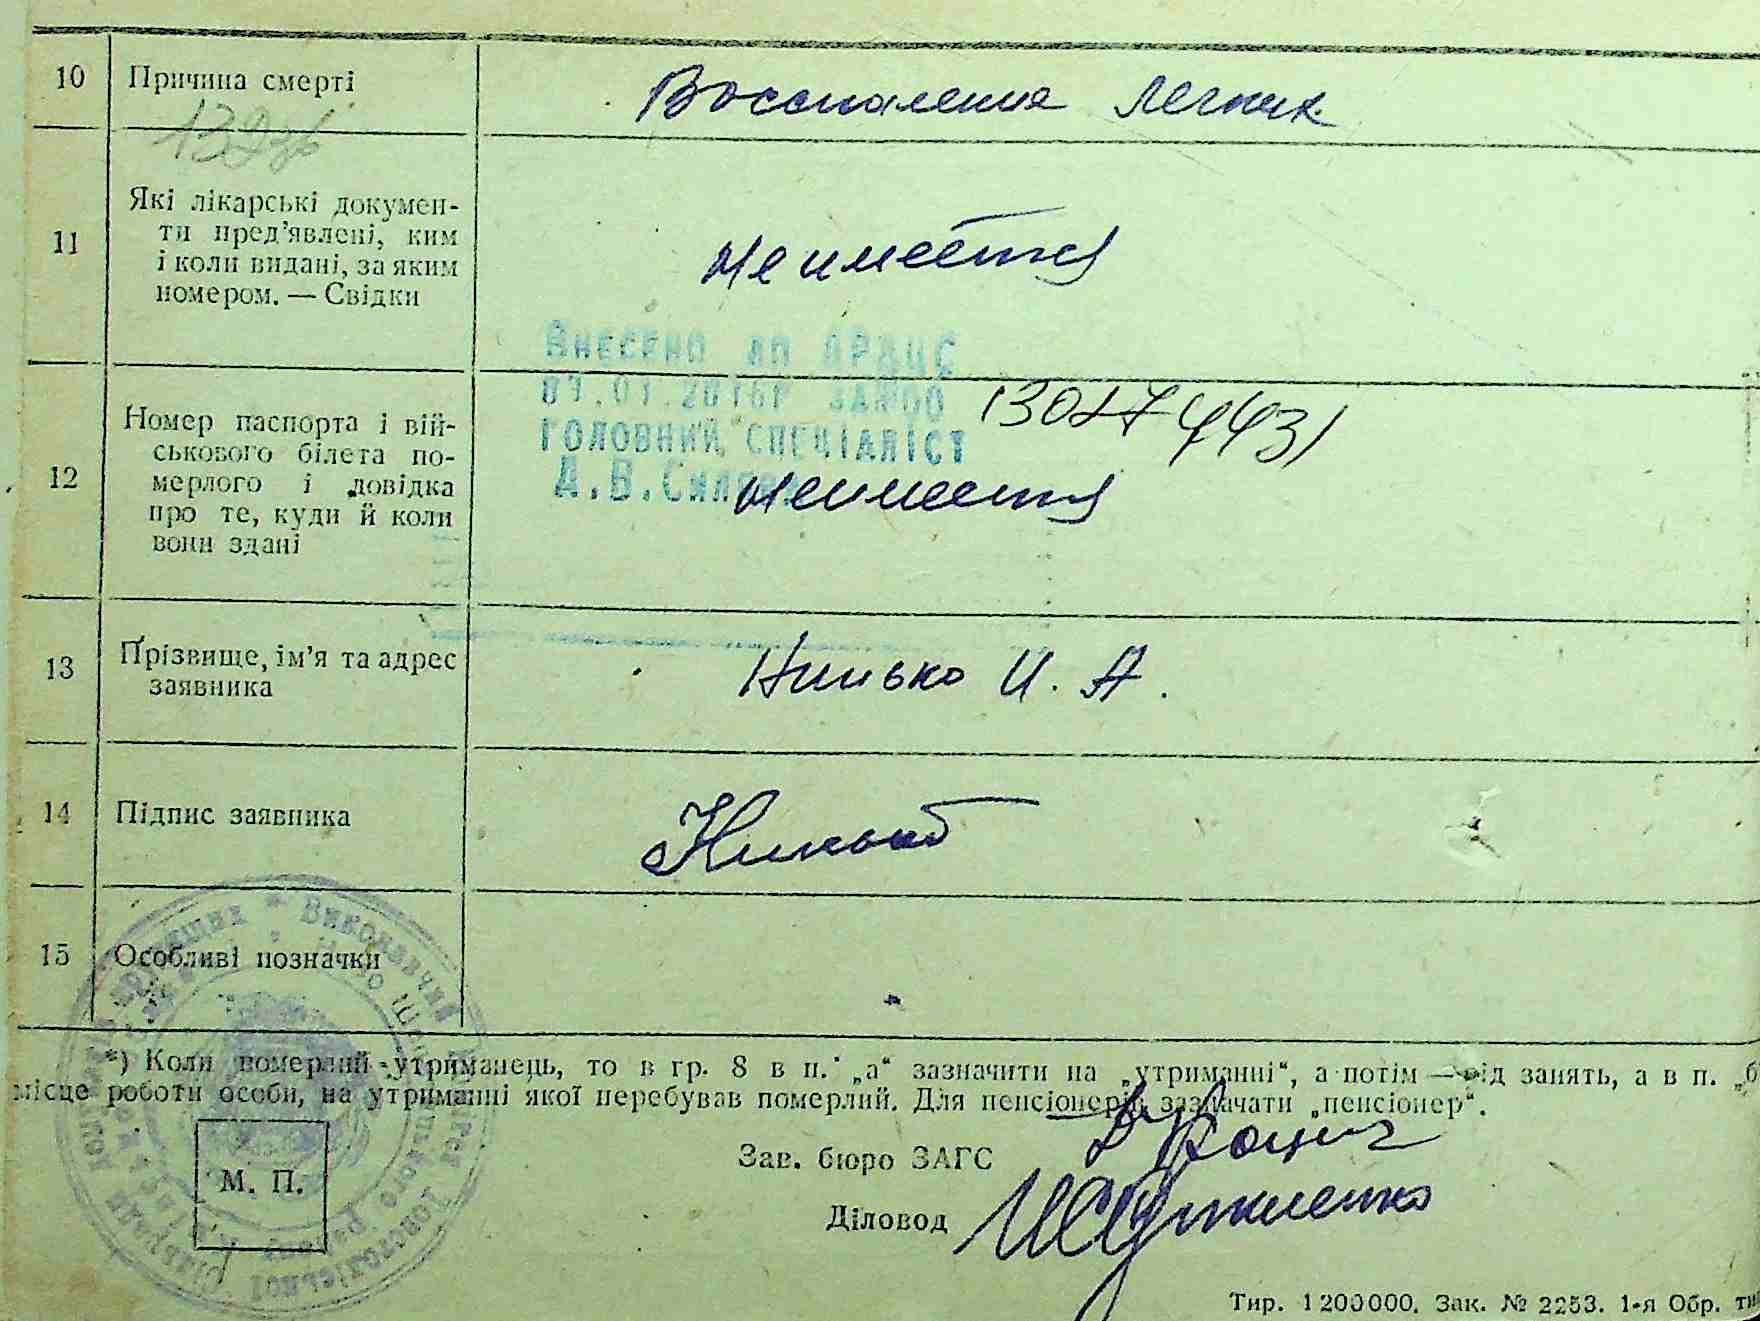 10 Причина смерті Воспаление легких.
11 Які лікарські докумен-
ти пред’явлені, ким
і коли видані, за яким
номером. — Свідки
не имеется
Внесено до ДРАЦС
ГОЛОВНИЙ СПЕЦІАЛІСТ
А.В.
12 Номер паспорта і вій-
ськового білета по-
мерлого і довідка
про те, куди й коли
вони здані
не имеется
13 Прізвище, ім’я та адрес
заявника
И. А.
14 Підпис заявника
15 Особливі позначки
*) Коли померлий утриманець, то в гр. 8 в п. „а“ зазначити на „утриманні“, а потім — від занять, а в п. „б
місце роботи особи, на утриманні якої перебував померлий. Для пенсіонерів зазначати „пенсіонер“.
Зав. бюро ЗАГС
М. П.
Діловод
Тир. 1200000. Зак. № 2253. 1-я Обр. ти